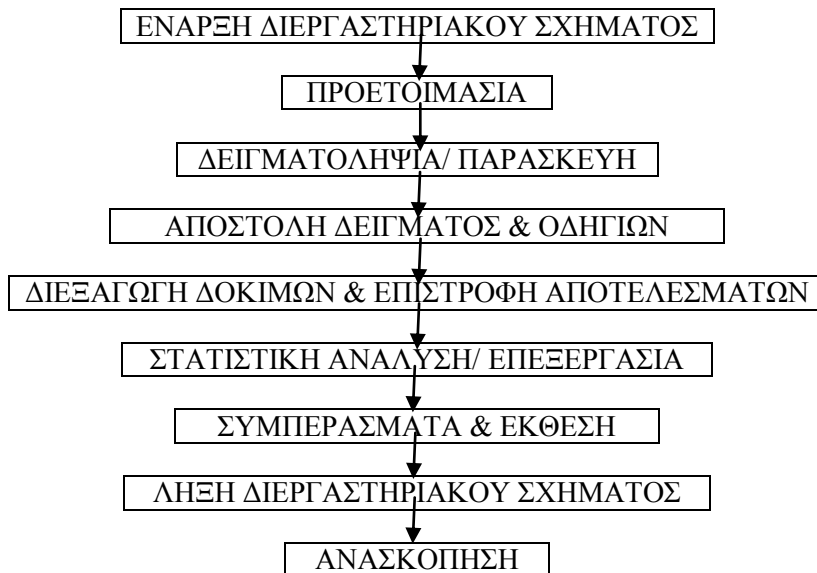 ΕΝΑΡΞΗ ΔΙΕΡΓΑΣΤΗΡΙΑΚΟΥ ΣΧΗΜΑΤΟΣ
ΠΡΟΕΤΟΙΜΑΣΙΑ
ΔΕΙΓΜΑΤΟΛΗΨΙΑ/ ΠΑΡΑΣΚΕΥΗ
ΑΠΟΣΤΟΛΗ ΔΕΙΓΜΑΤΟΣ & ΟΔΗΓΙΩΝ
ΔΙΕΞΑΓΩΓΗ ΔΟΚΙΜΩΝ & ΕΠΙΣΤΡΟΦΗ ΑΠΟΤΕΛΕΣΜΑΤΩΝ
ΣΤΑΤΙΣΤΙΚΗ ΑΝΑΛΥΣΗ/ ΕΠΕΞΕΡΓΑΣΙΑ
ΣΥΜΠΕΡΑΣΜΑΤΑ & ΕΚΘΕΣΗ
ΛΗΞΗ ΔΙΕΡΓΑΣΤΗΡΙΑΚΟΥ ΣΧΗΜΑΤΟΣ
ΑΝΑΣΚΟΠΗΣΗ